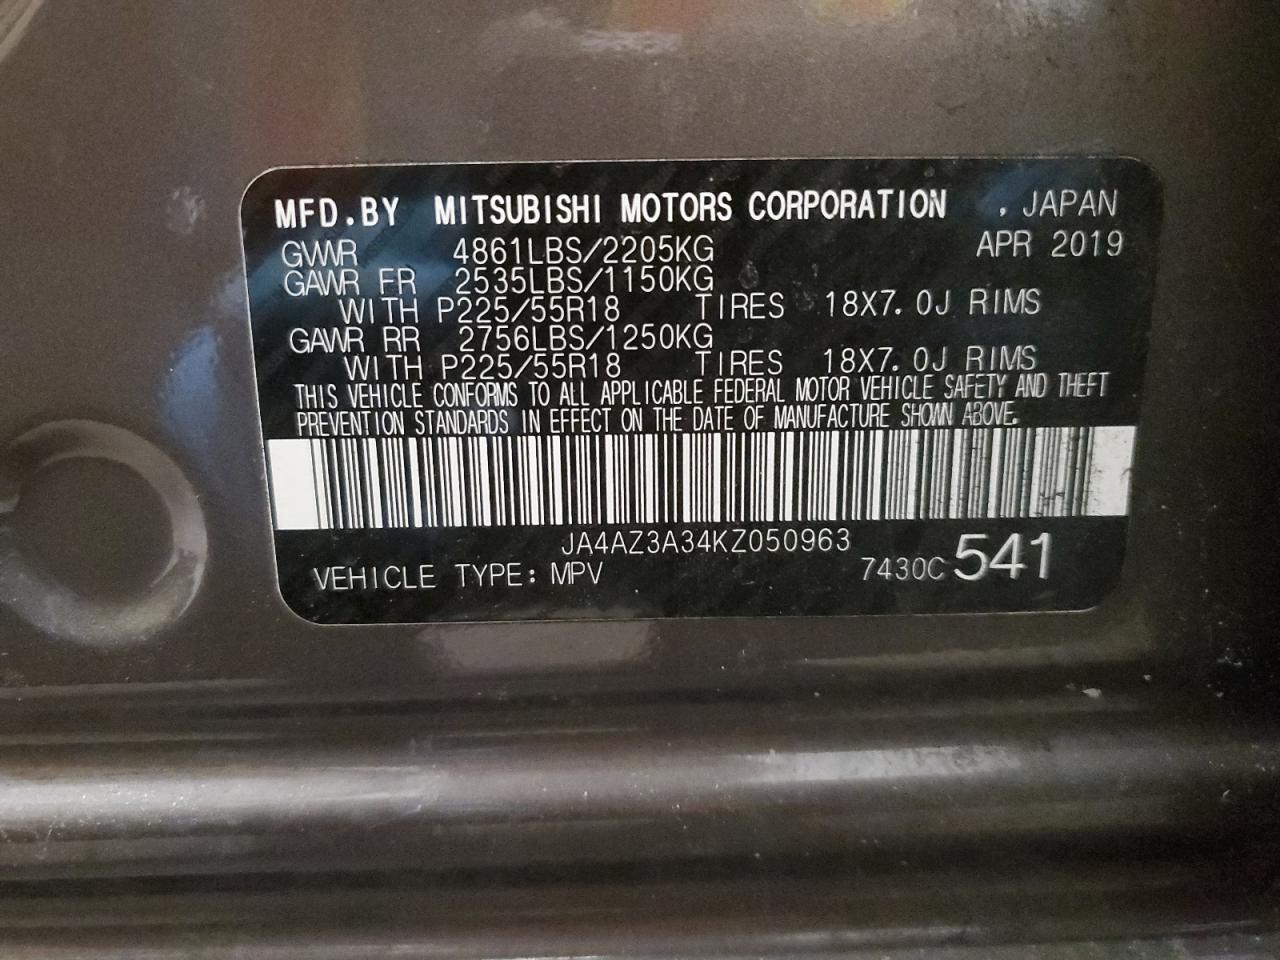 MFD.BY MITSUBISHI MOTORS CORPORATION , JAPAN
GVWR 4861LBS/2205KG APR 2019
GAWR FR 2535LBS/1150KG
WITH P225/55R18 TIRES 18X7.0J RIMS
GAWR RR 2756LBS/1250KG
WITH P225/55R18 TIRES 18X7.0J RIMS
THIS VEHICLE CONFORMS TO ALL APPLICABLE FEDERAL MOTOR VEHICLE SAFETY AND THEFT
PREVENTION STANDARDS IN EFFECT ON THE DATE OF MANUFACTURE SHOWN ABOVE.
JA4AZ3A34KZ050963
VEHICLE TYPE: MPV 7430C 541